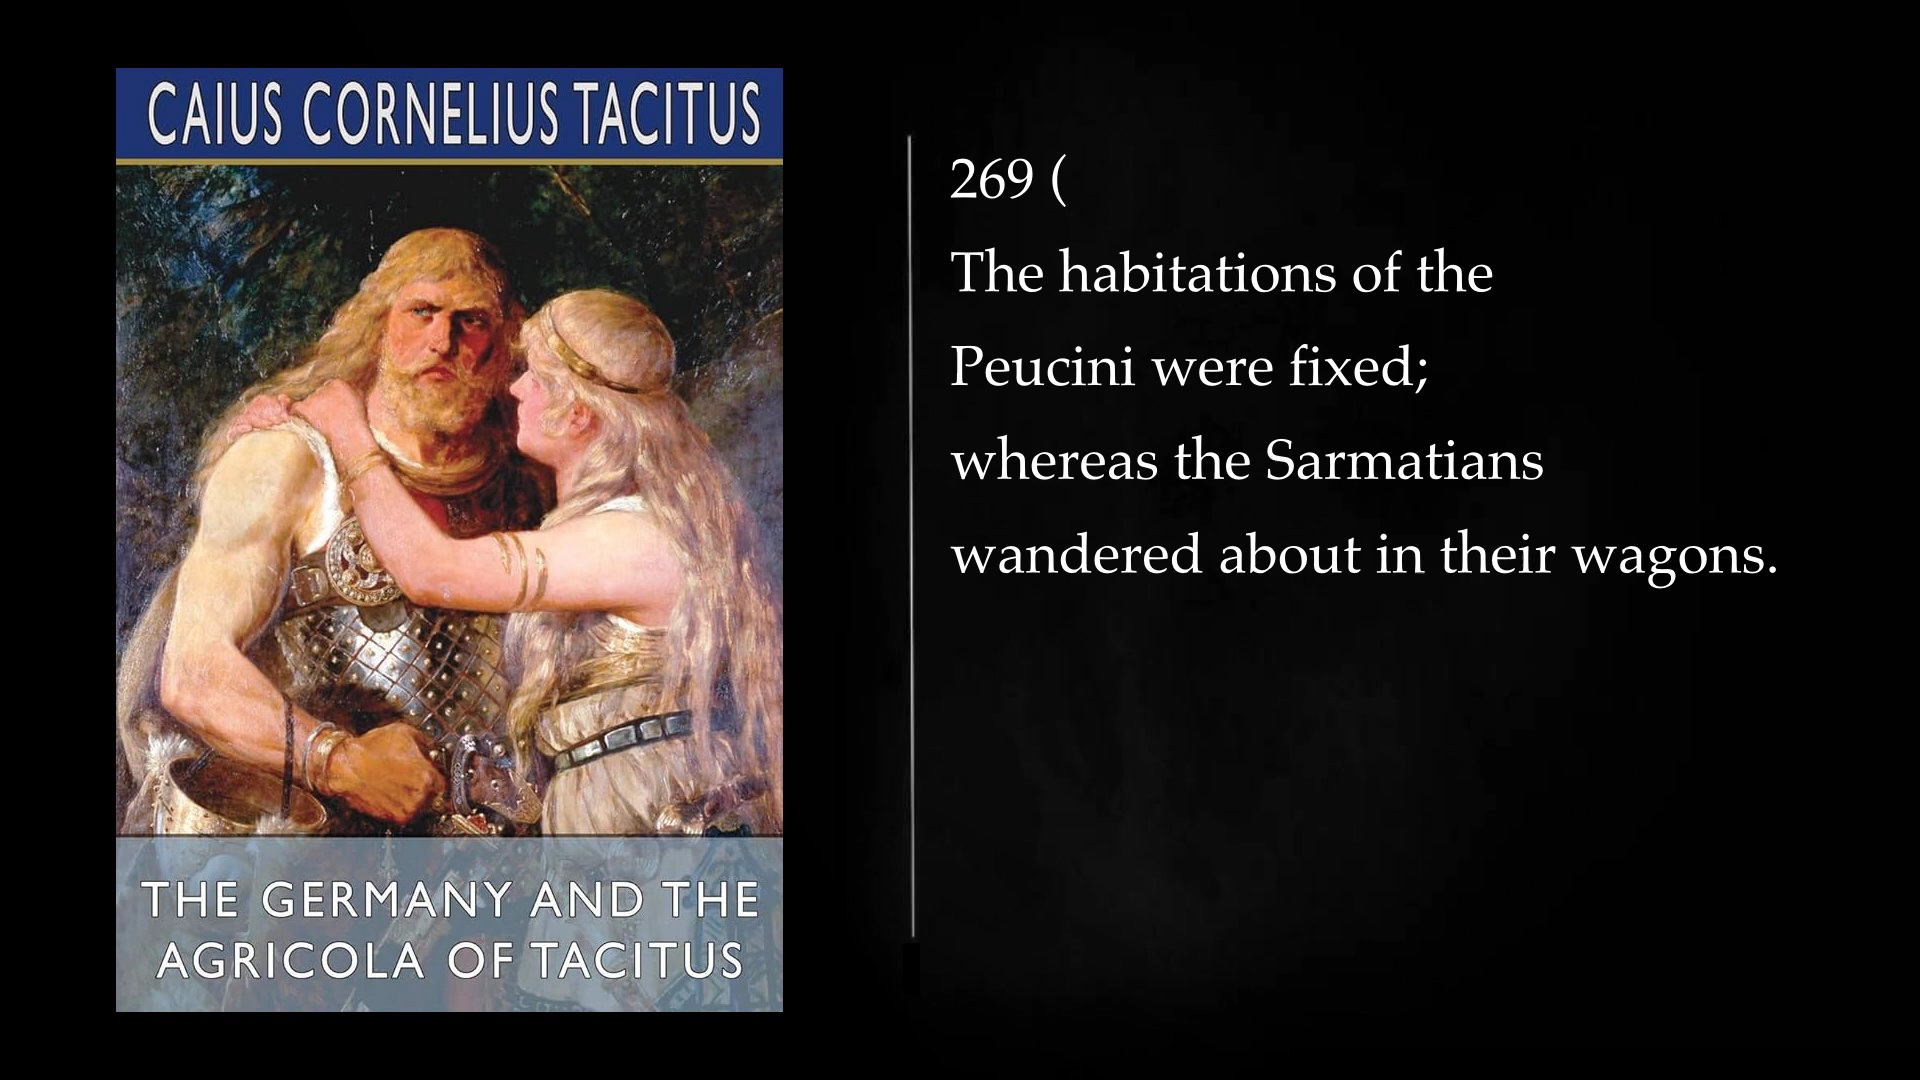 CAIUS CORNELIUS TACITUS
THE GERMANY AND THE
AGRICOLA OF TACITUS
269 (
The habitations of the
Peucini were fixed;
whereas the Sarmatians
wandered about in their wagons.